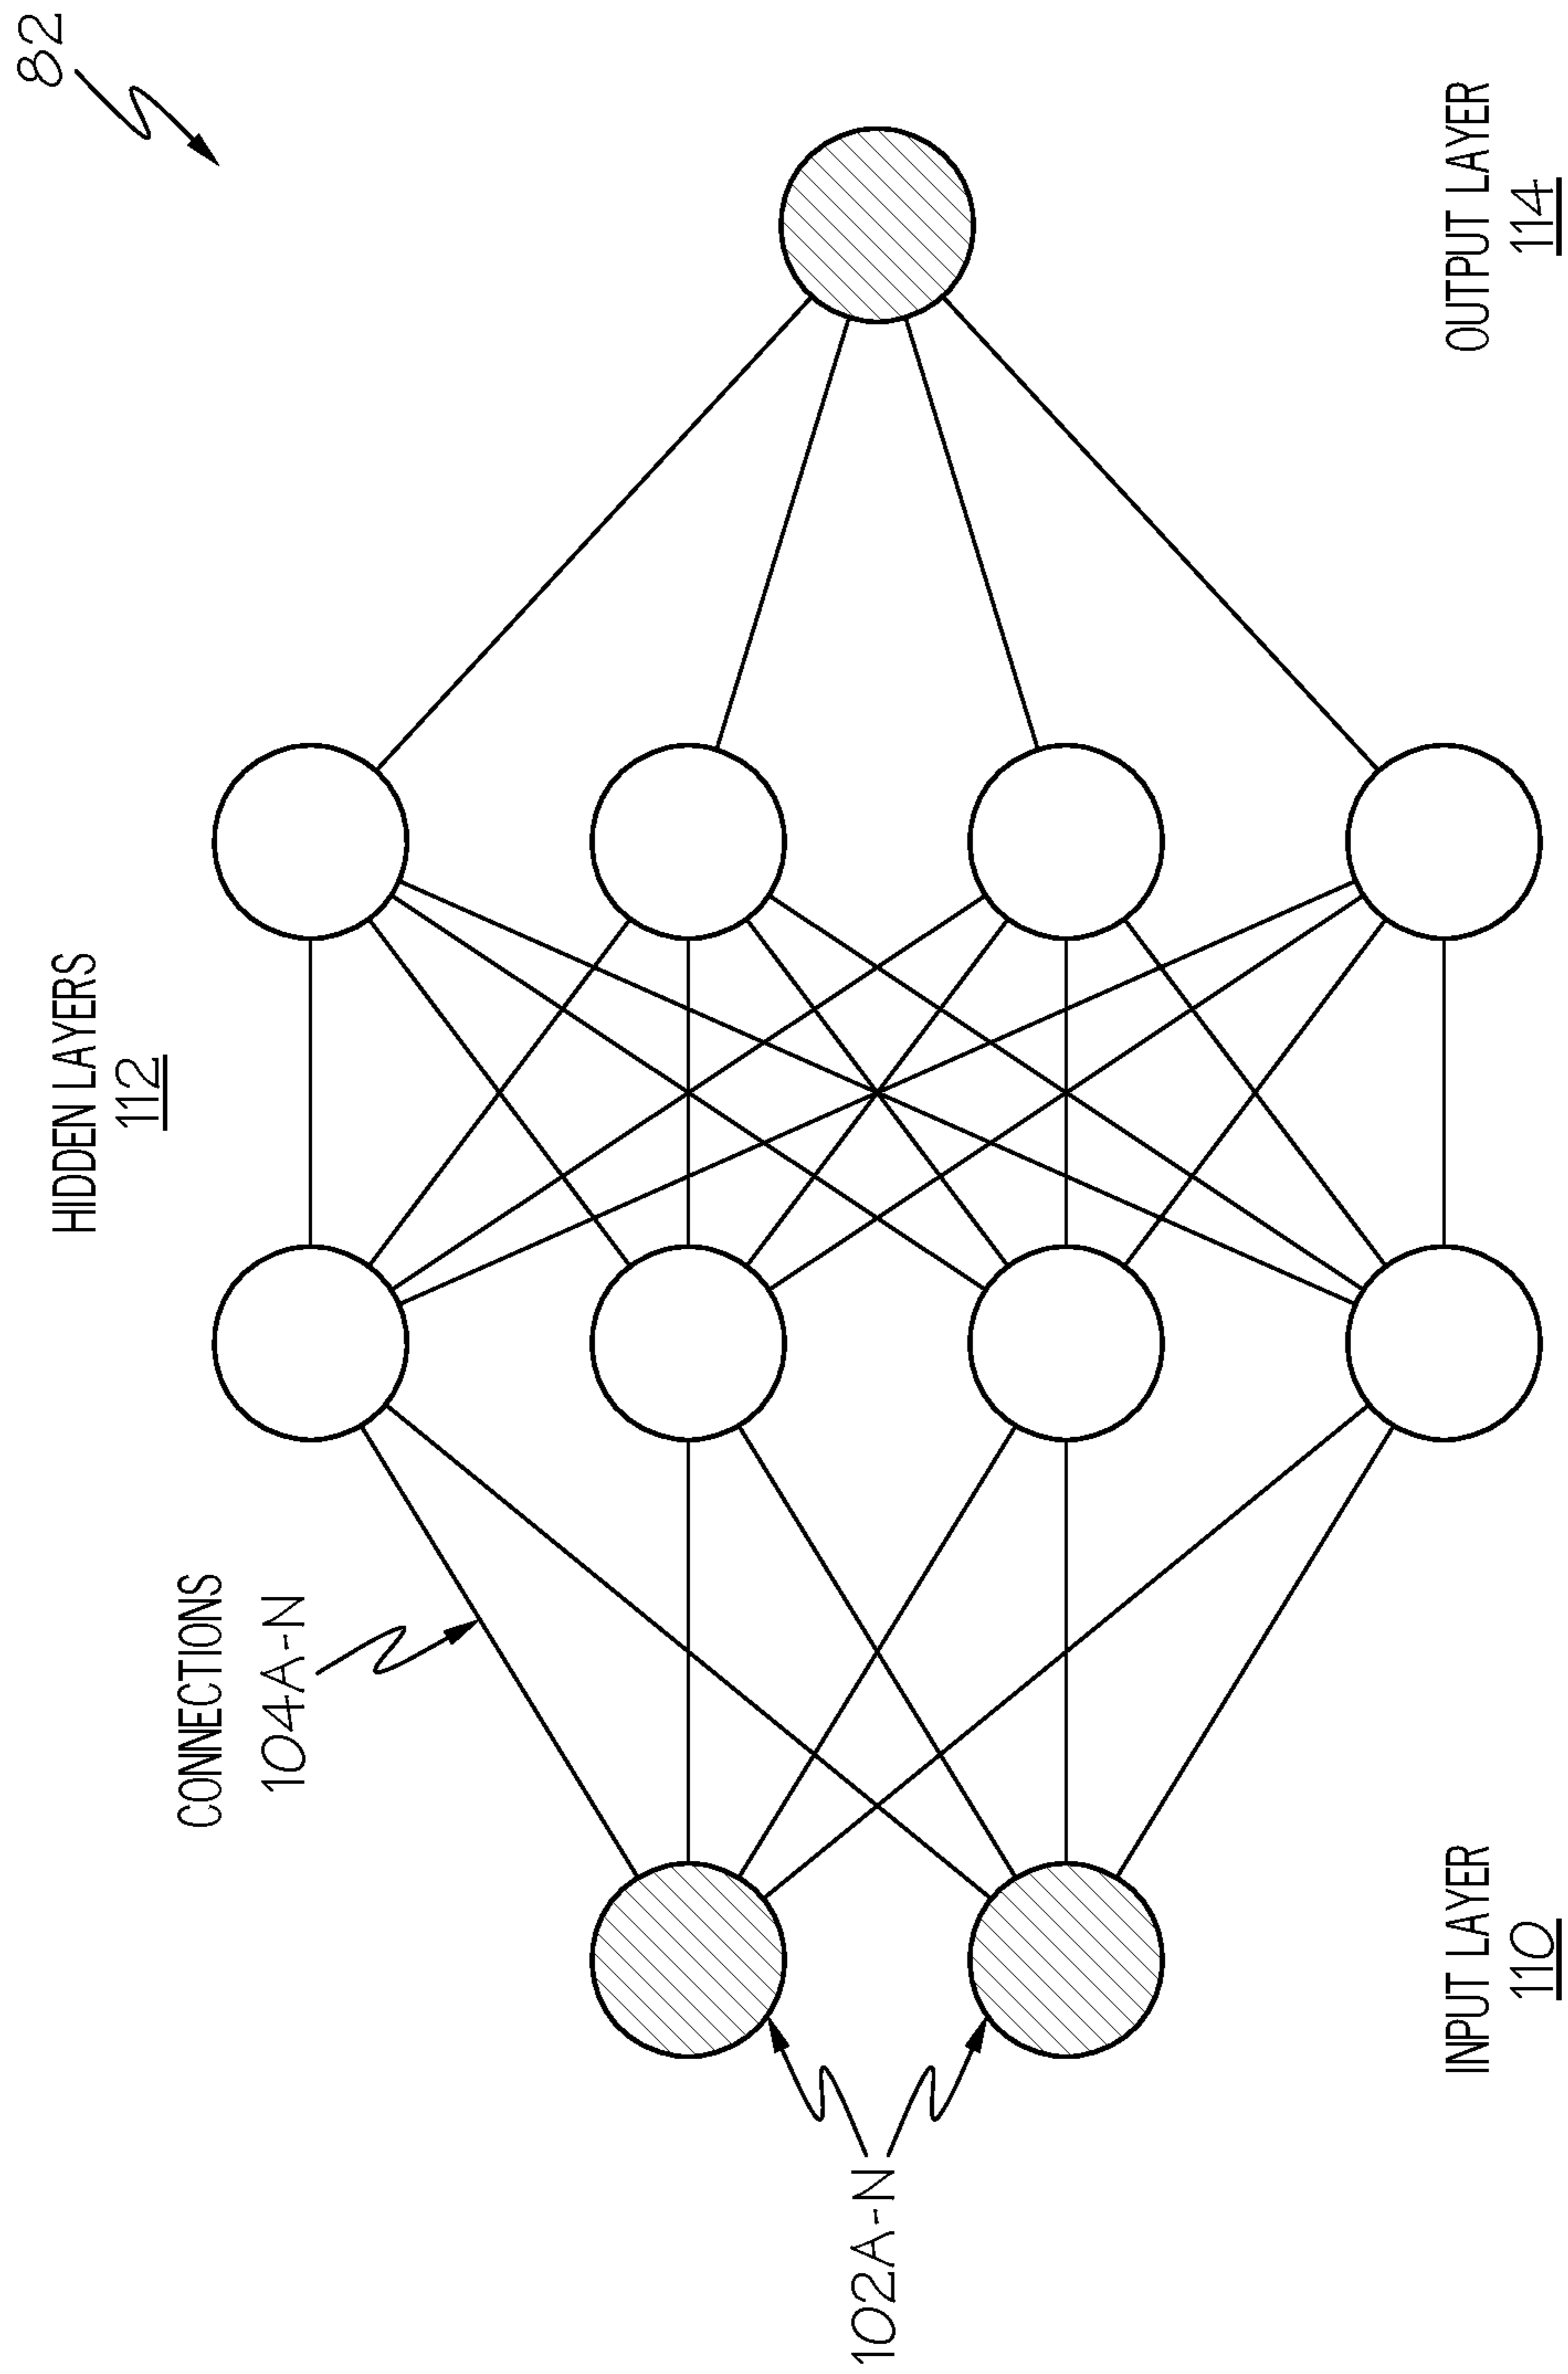 82
HIDDEN LAYERS
112
CONNECTIONS
104A-N
102A-N
INPUT LAYER
110
OUTPUT LAYER
114